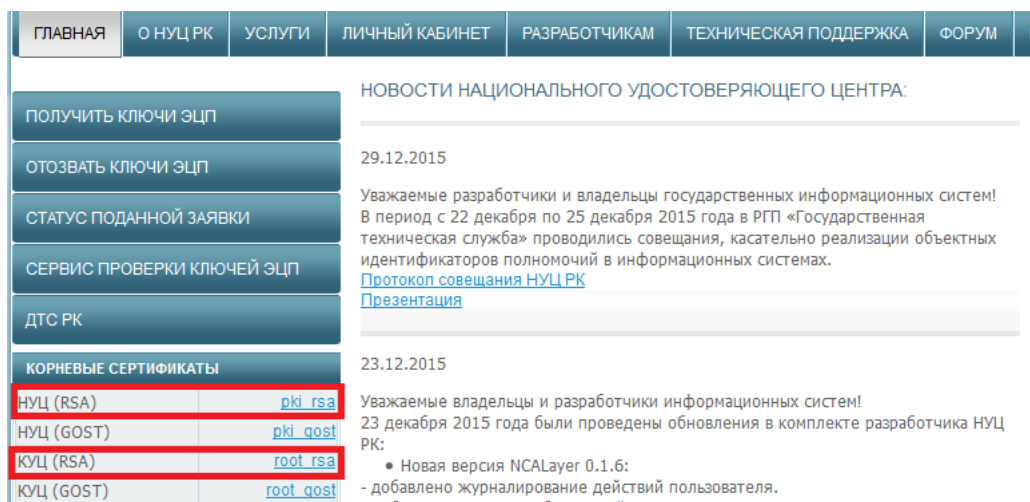 ГЛАВНАЯ О НУЦ РК УСЛУГИ ЛИЧНЫЙ КАБИНЕТ РАЗРАБОТЧИКАМ ТЕХНИЧЕСКАЯ ПОДДЕРЖКА ФОРУМ
ПОЛУЧИТЬ КЛЮЧИ ЭЦП
ОТОЗВАТЬ КЛЮЧИ ЭЦП
СТАТУС ПОДАННОЙ ЗАЯВКИ
СЕРВИС ПРОВЕРКИ КЛЮЧЕЙ ЭЦП
ДТС РК
КОРНЕВЫЕ СЕРТИФИКАТЫ
НУЦ (RSA) pki_rsa
НУЦ (GOST) pki_gost
КУЦ (RSA) root_rsa
КУЦ (GOST) root_gost
НОВОСТИ НАЦИОНАЛЬНОГО УДОСТОВЕРЯЮЩЕГО ЦЕНТРА:
29.12.2015
Уважаемые разработчики и владельцы государственных информационных систем!
В период с 22 декабря по 25 декабря 2015 года в РГП «Государственная
техническая служба» проводились совещания, касательно реализации объектных
идентификаторов полномочий в информационных системах.
Протокол совещания НУЦ РК
Презентация
23.12.2015
Уважаемые владельцы и разработчики информационных систем!
23 декабря 2015 года были проведены обновления в комплекте разработчика НУЦ
РК:
• Новая версия NCALayer 0.1.6:
- добавлено журналирование действий пользователя.